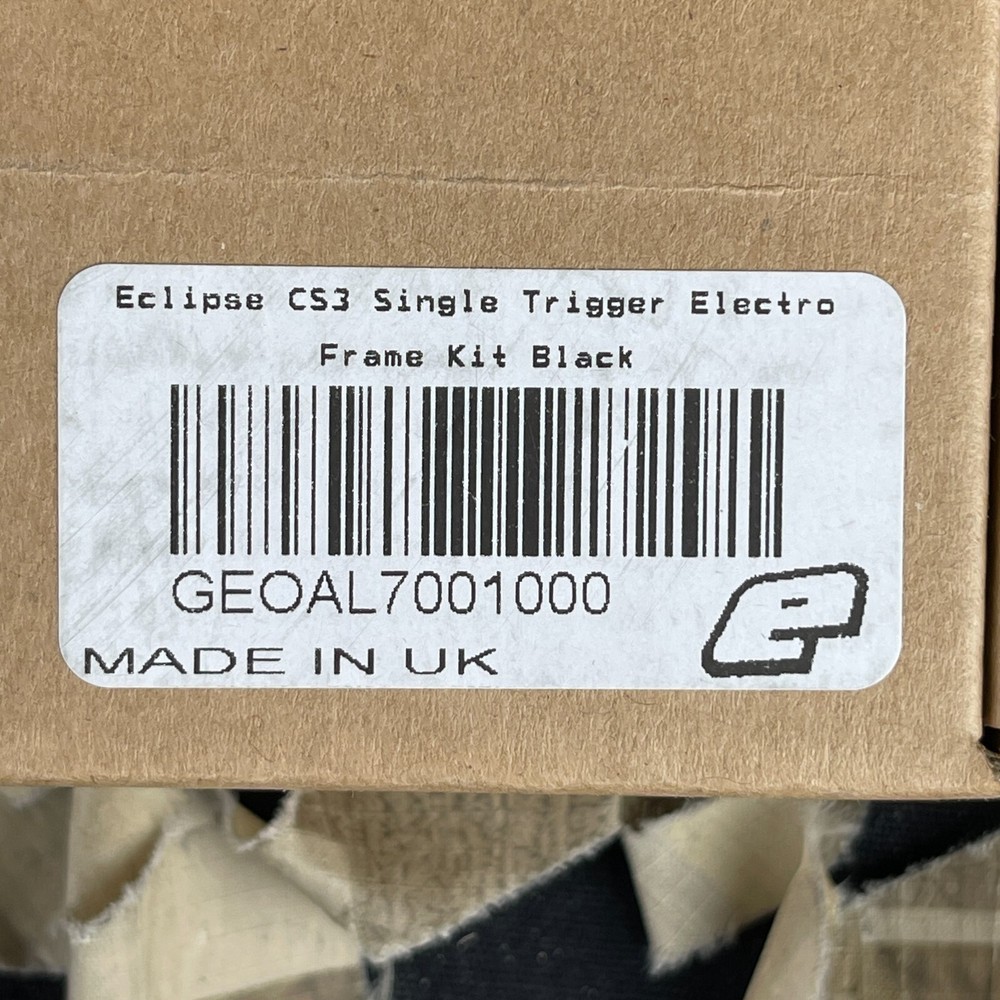 Eclipse CS3 Single Trigger Electro
Frame Kit Black
GEOAL7001000
MADE IN UK
e